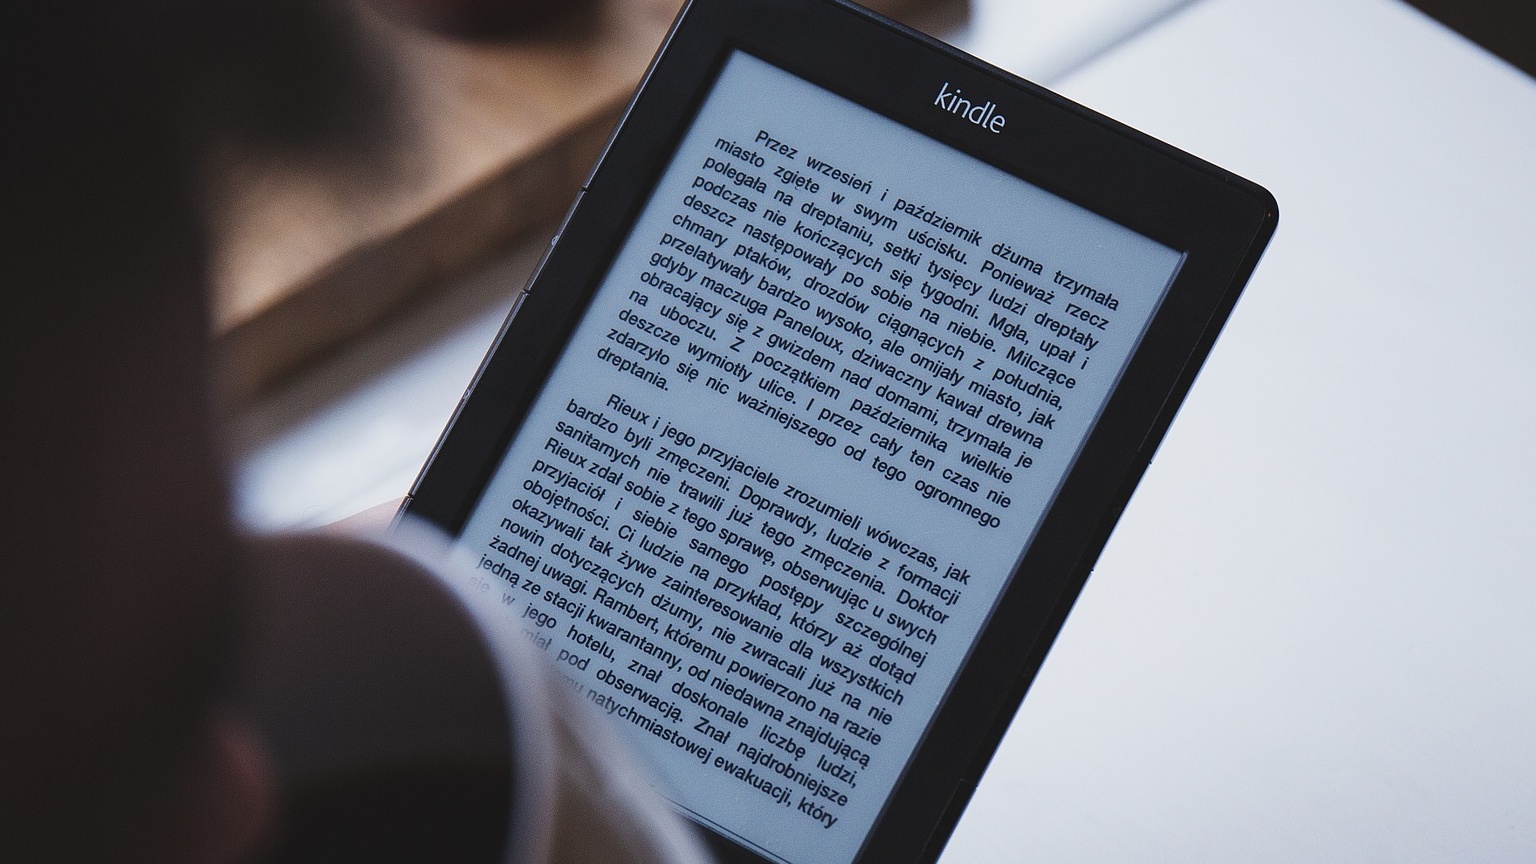 kindle
Przez wrzesień i październik dżuma trzymała
miasto zgięte w swym uścisku. Ponieważ rzecz
polegała na dreptaniu, setki tysięcy ludzi dreptały
podczas nie kończących się tygodni. Mgła, upał i
deszcz następowały po sobie na niebie. Milczące
chmary ptaków, drozdów ciągnących z południa,
przelatywały bardzo wysoko, ale omijały miasto, jak
gdyby maczuga Paneloux, dziwaczny kawał drewna
obracający się z gwizdem nad domami, trzymała je
na uboczu. Z początkiem października wielkie
deszcze wymiotły ulice. I przez cały ten czas nie
zdarzyło się nic ważniejszego od tego ogromnego
dreptania.
Rieux i jego przyjaciele zrozumieli wówczas, jak
bardzo byli zmęczeni. Doprawdy, ludzie z formacji
sanitarnych nie trawili już tego zmęczenia. Doktor
Rieux zdał sobie z tego sprawę, obserwując u swych
przyjaciół i siebie samego postępy szczególnej
obojętności. Ci ludzie na przykład, którzy aż dotąd
okazywali tak żywe zainteresowanie dla wszystkich
nowin dotyczących dżumy, nie zwracali już na nie
żadnej uwagi. Rambert, któremu powierzono na razie
jedną ze stacji kwarantanny, od niedawna znajdującą
się w jego hotelu, znał doskonale liczbę ludzi,
miał pod obserwacją. Znał najdrobniejsze
natychmiastowej ewakuacji, który